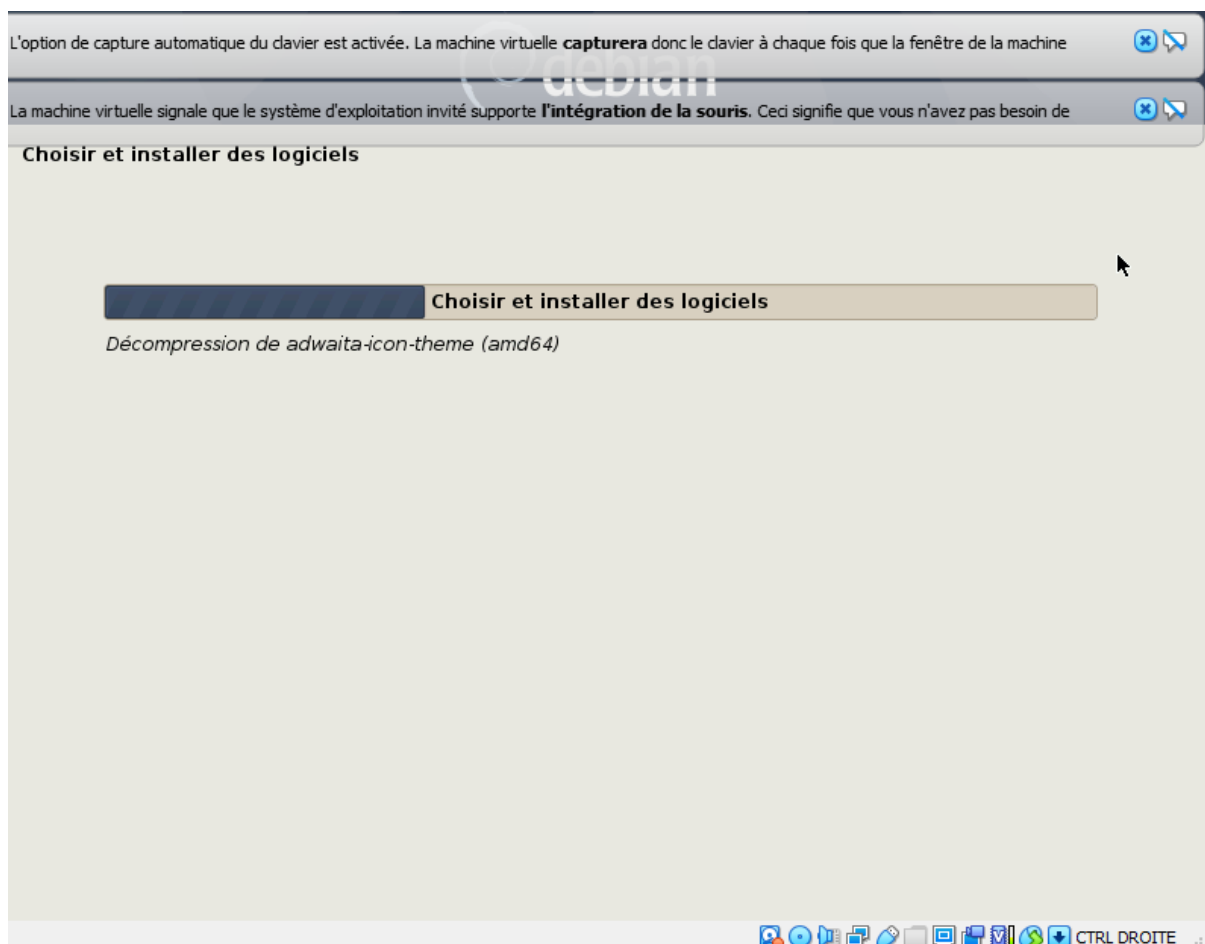 L'option de capture automatique du clavier est activée. La machine virtuelle capturera donc le clavier à chaque fois que la fenêtre de la machine
debian
La machine virtuelle signale que le système d'exploitation invité supporte l'intégration de la souris. Ceci signifie que vous n'avez pas besoin de
Choisir et installer des logiciels
Choisir et installer des logiciels
Décompression de adwaita-icon-theme (amd64)
CTRL DROITE